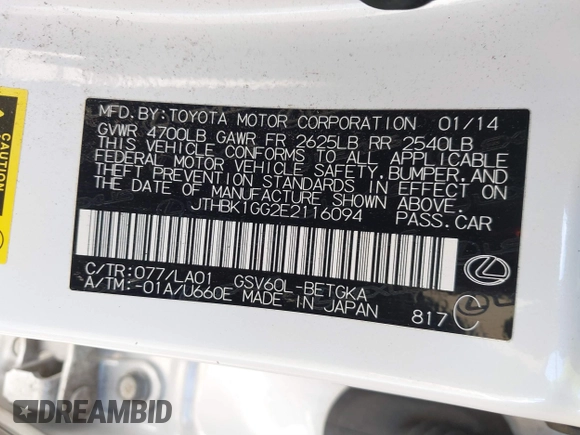 CAUTION
MFD.BY:TOYOTA MOTOR CORPORATION 01/14
GVWR 4700LB GAWR FR 2625LB RR 2540LB
THIS VEHICLE CONFORMS TO ALL APPLICABLE
FEDERAL MOTOR VEHICLE SAFETY,BUMPER,AND
THEFT PREVENTION STANDARDS IN EFFECT ON
THE DATE OF MANUFACTURE SHOWN ABOVE.
JTHBK1GG2E2116094 PASS.CAR
C/TR:077/LA01 GSV60L-BETGKA
A/TM:-01A/U660E MADE IN JAPAN 817C
DREAMBID